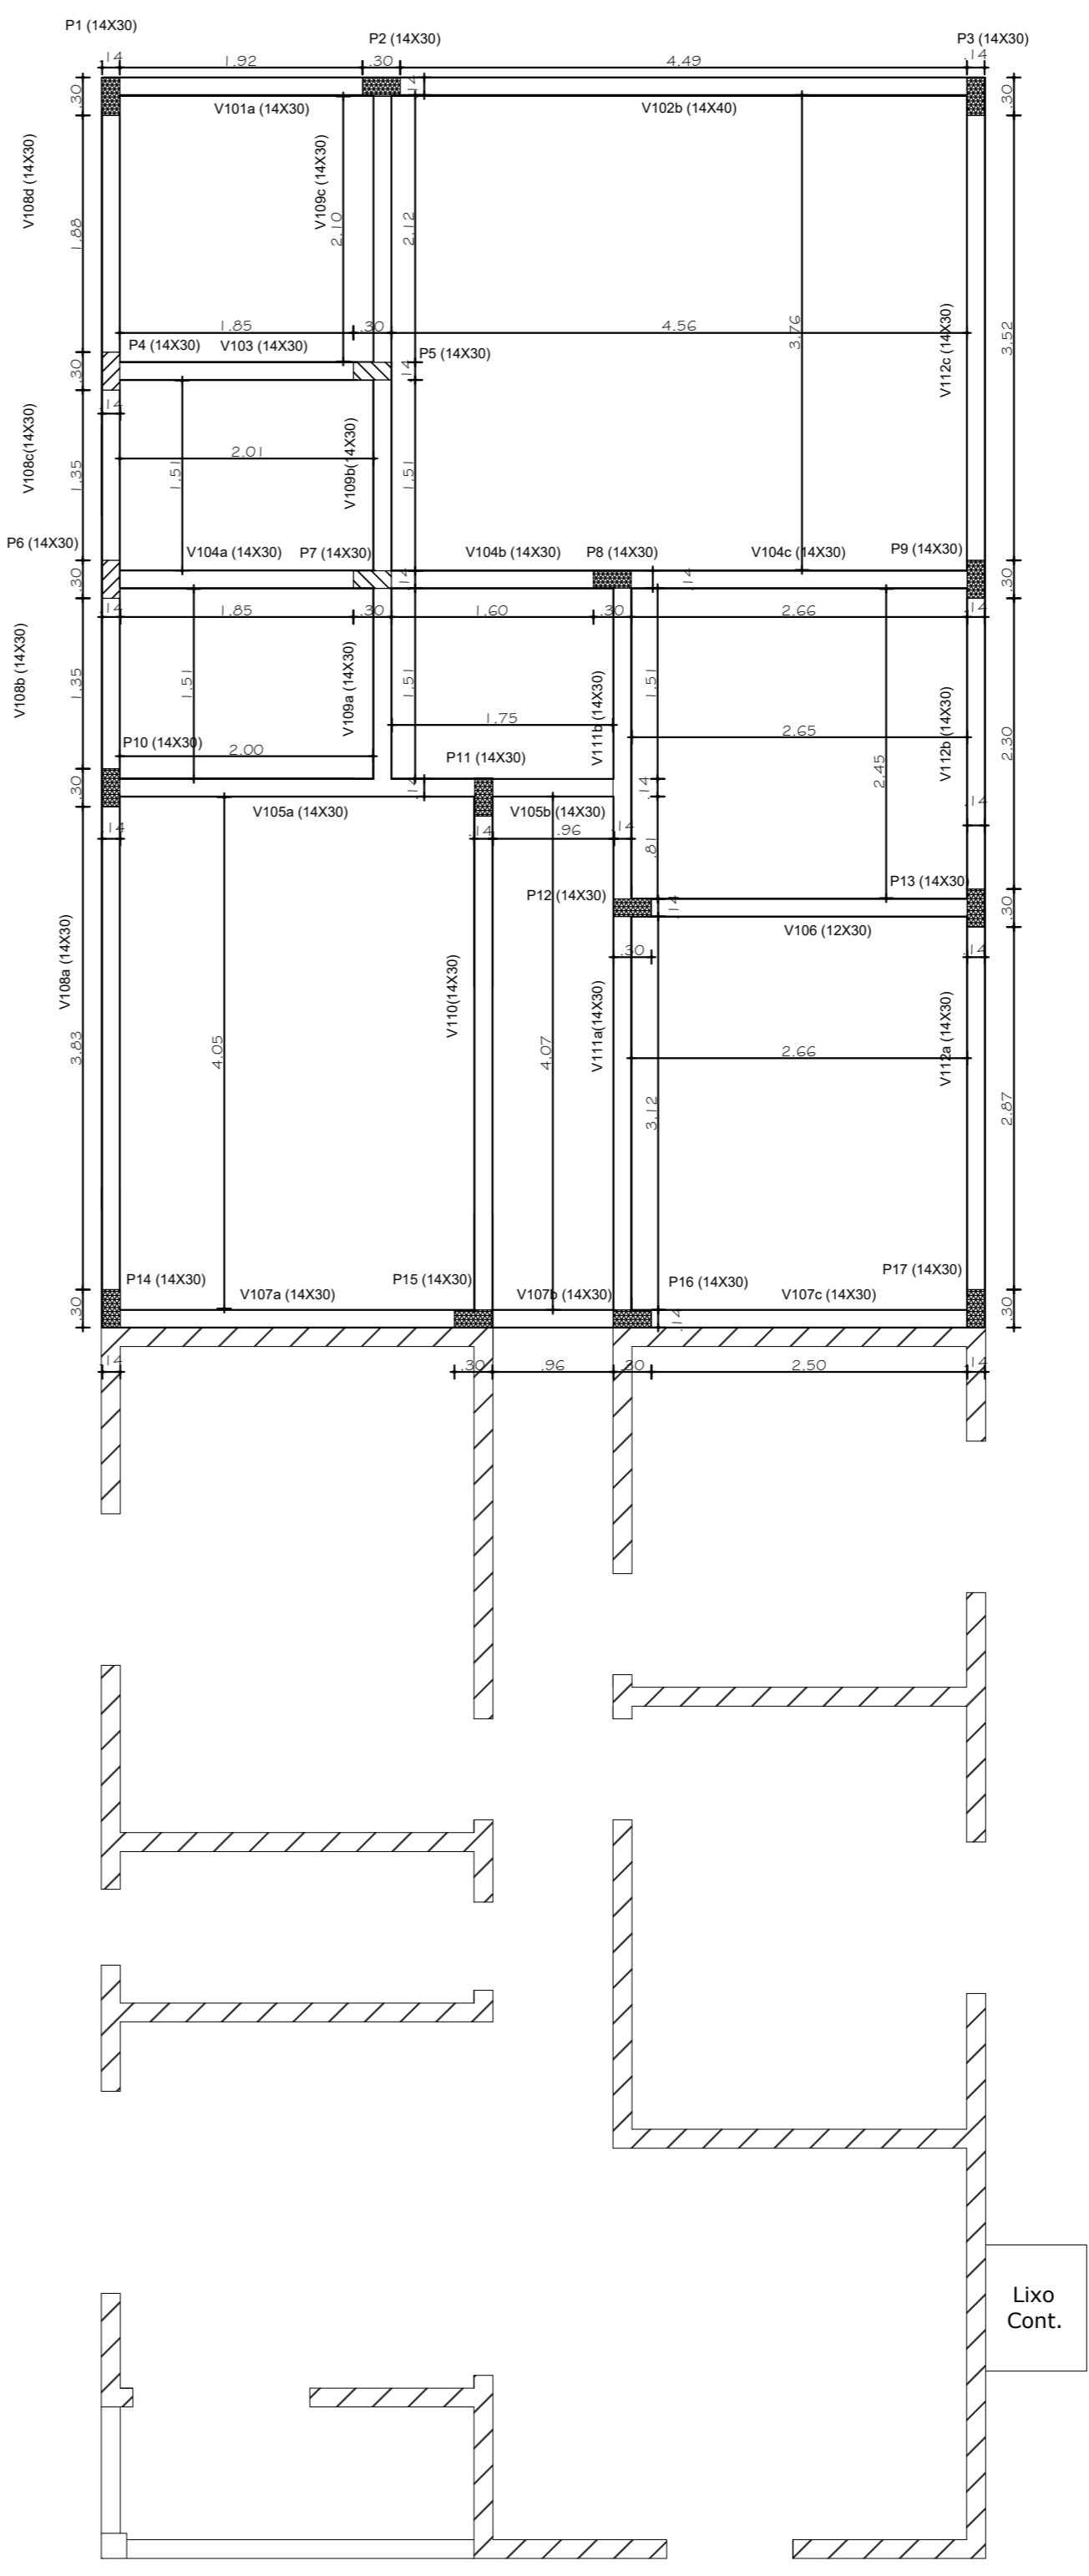 P1 (14X30)
P2 (14X30)
P3 (14X30)
.14
1.92
.30
4.49
.14
.30
.14
.30
V101a (14X30)
V102b (14X40)
V108d (14X30)
1.88
V109c (14X30)
2.10
2.12
3.76
V112c (14X30)
3.52
1.85
.30
4.56
P4 (14X30)
V103 (14X30)
P5 (14X30)
.30
.14
.14
V108c(14X30)
1.35
1.51
2.01
V109b(14X30)
1.51
P6 (14X30)
V104a (14X30)
P7 (14X30)
V104b (14X30)
P8 (14X30)
V104c (14X30)
P9 (14X30)
.30
.14
.14
.30
.14
1.85
.30
1.60
.30
2.66
.14
V108b (14X30)
1.35
1.51
V109a (14X30)
1.51
V111b (14X30)
1.51
2.65
V112b (14X30)
2.30
1.75
P10 (14X30)
2.00
P11 (14X30)
2.45
.30
.14
.14
V105a (14X30)
V105b (14X30)
.14
.14
.14
.96
.14
.81
P12 (14X30)
P13 (14X30)
.14
.30
V106 (12X30)
.30
.14
V108a (14X30)
3.83
4.05
V110(14X30)
4.07
V111a(14X30)
3.12
2.66
V112a (14X30)
2.87
P14 (14X30)
P15 (14X30)
P16 (14X30)
P17 (14X30)
V107a (14X30)
V107b (14X30)
V107c (14X30)
.30
.14
.30
.14
.30
.96
.30
2.50
.14
Lixo
Cont.